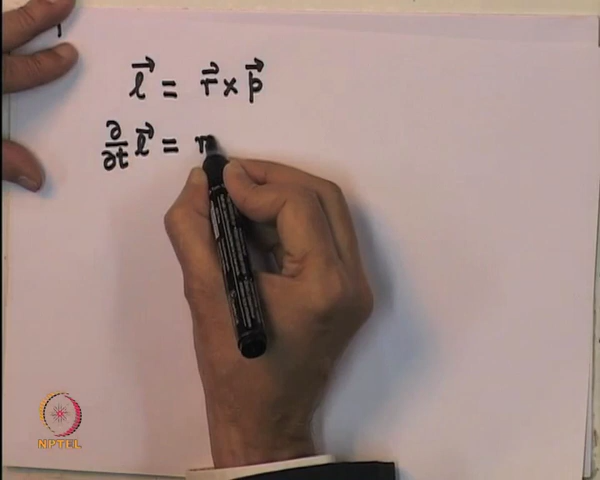 l⃗ = r⃗ × p⃗
∂/∂t l⃗ = r
NPTEL